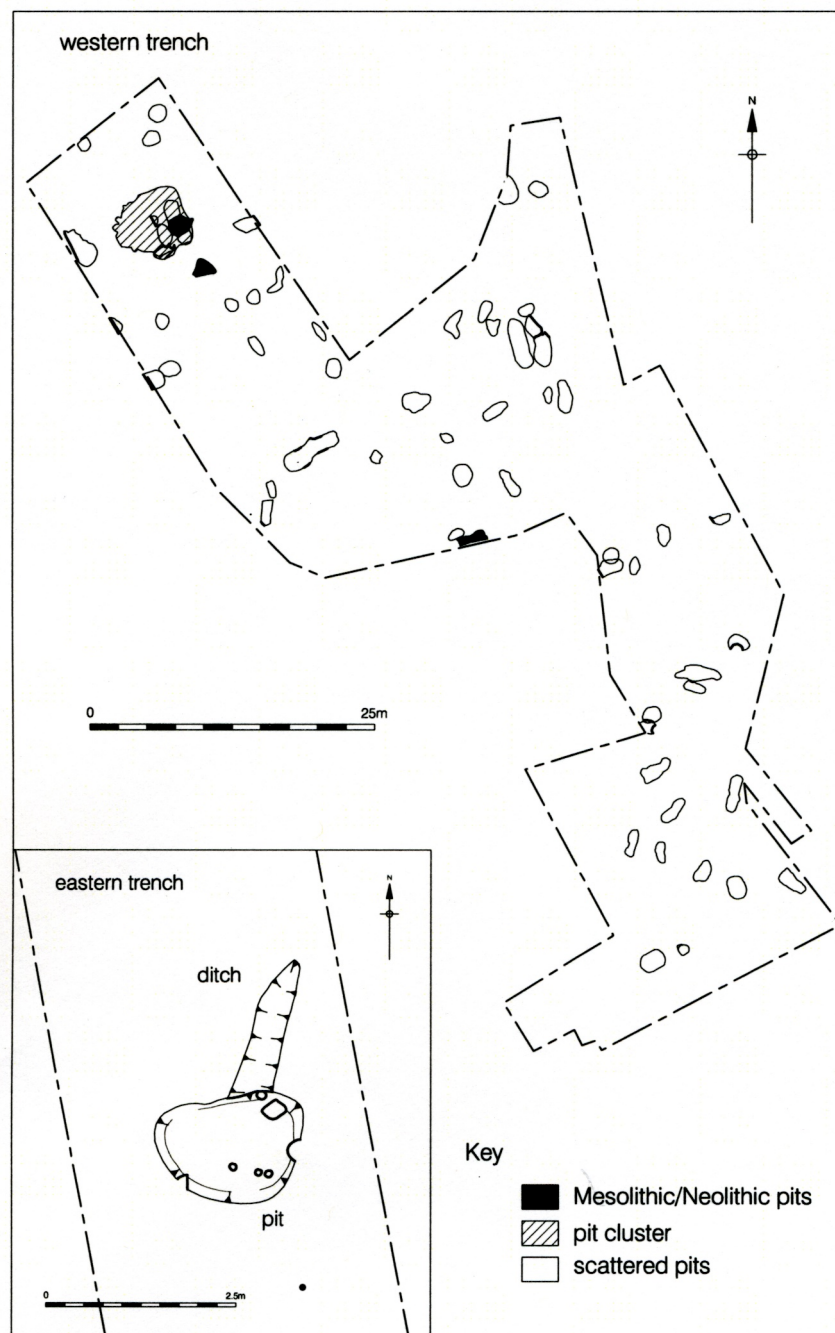 western trench
N
0 25m
eastern trench
N
ditch
pit
0 2.5m
Key
Mesolithic/Neolithic pits
pit cluster
scattered pits